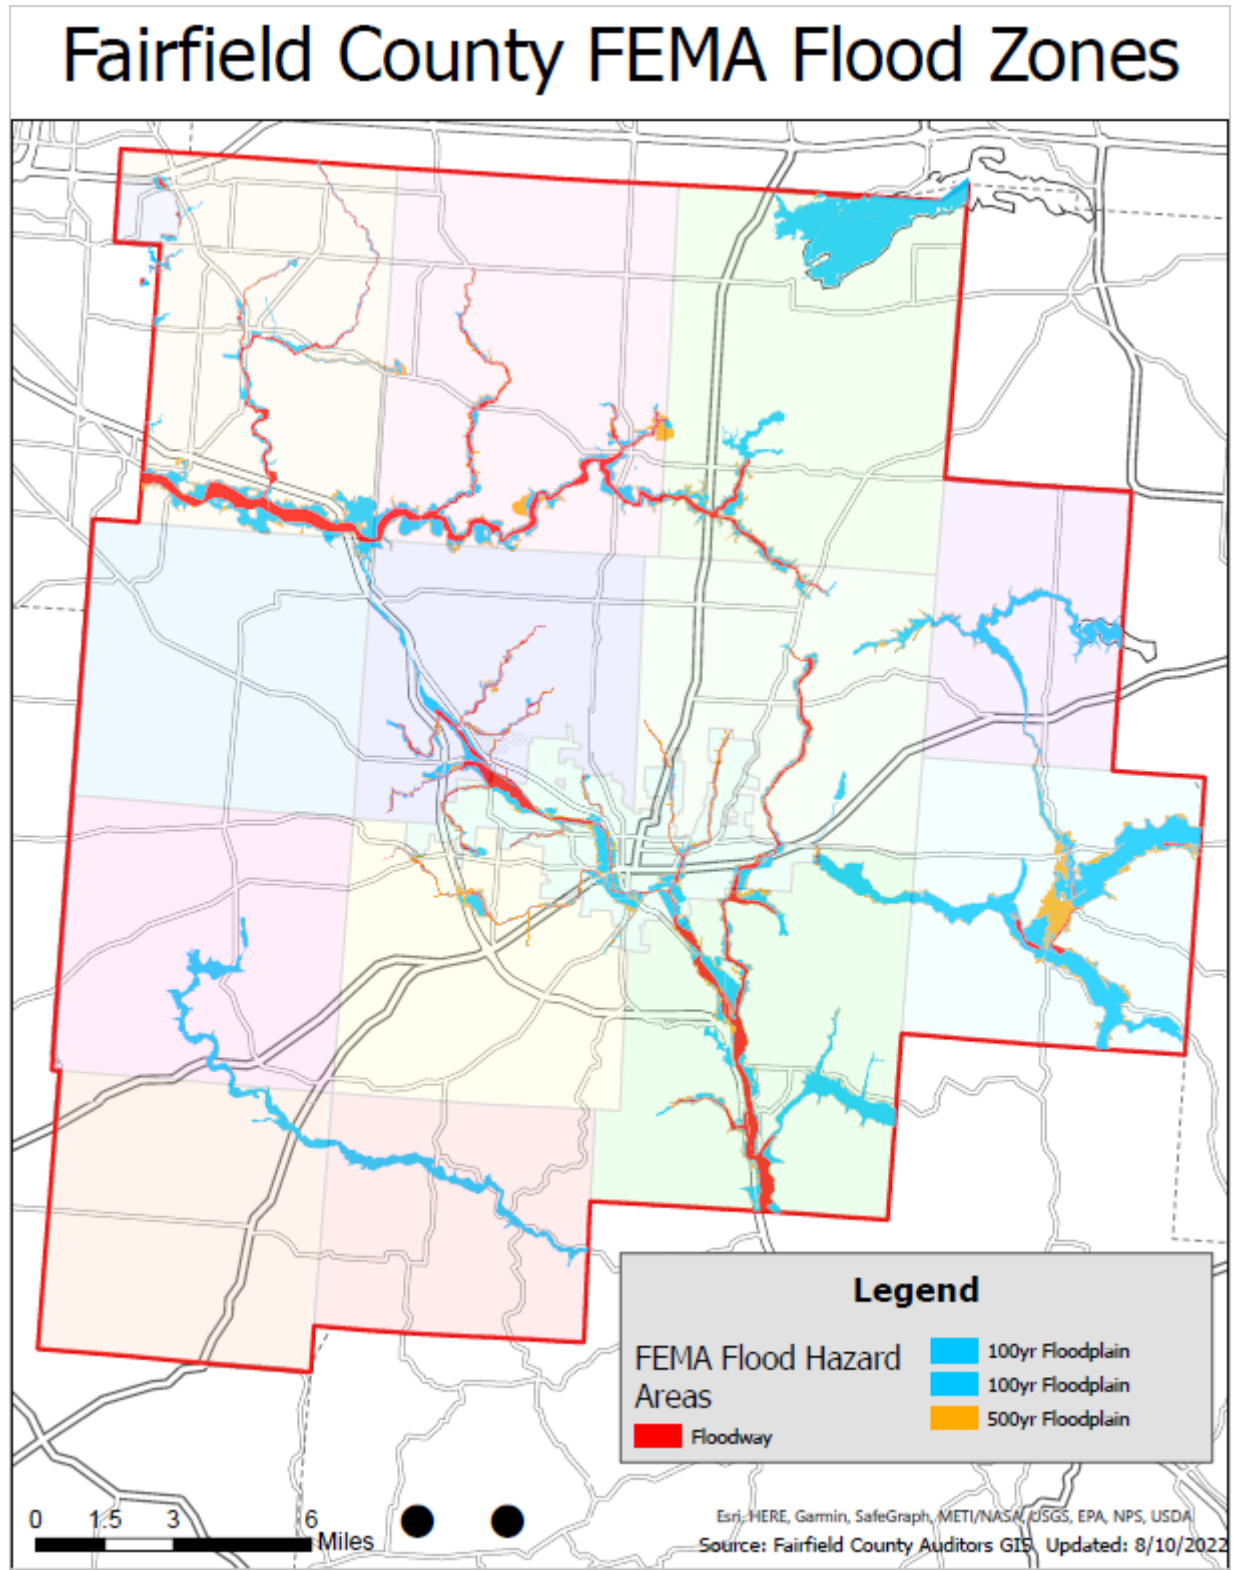 Fairfield County FEMA Flood Zones
Legend
FEMA Flood Hazard
Areas
Floodway
100yr Floodplain
100yr Floodplain
500yr Floodplain
0 1.5 3 6
Miles
Esri, HERE, Garmin, SafeGraph, METI/NASA, USGS, EPA, NPS, USDA
Source: Fairfield County Auditors GIS Updated: 8/10/2022